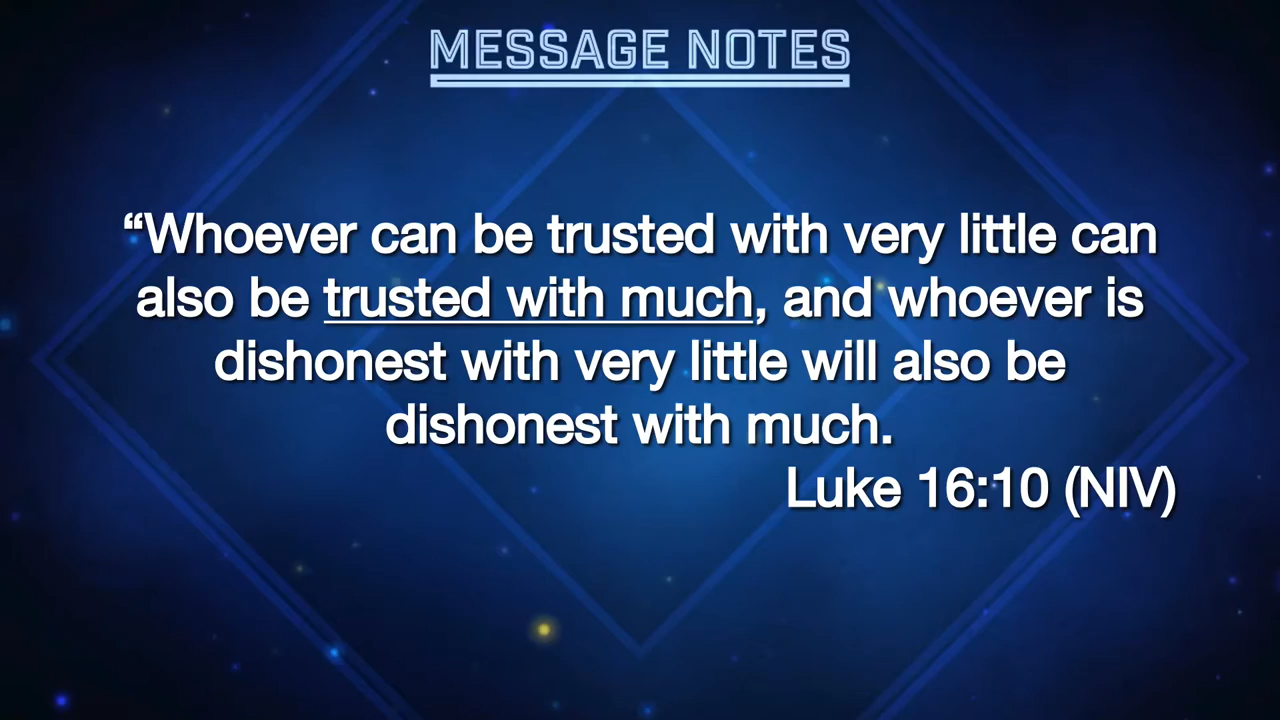 MESSAGE NOTES
“Whoever can be trusted with very little can
also be trusted with much, and whoever is
dishonest with very little will also be
dishonest with much.
Luke 16:10 (NIV)